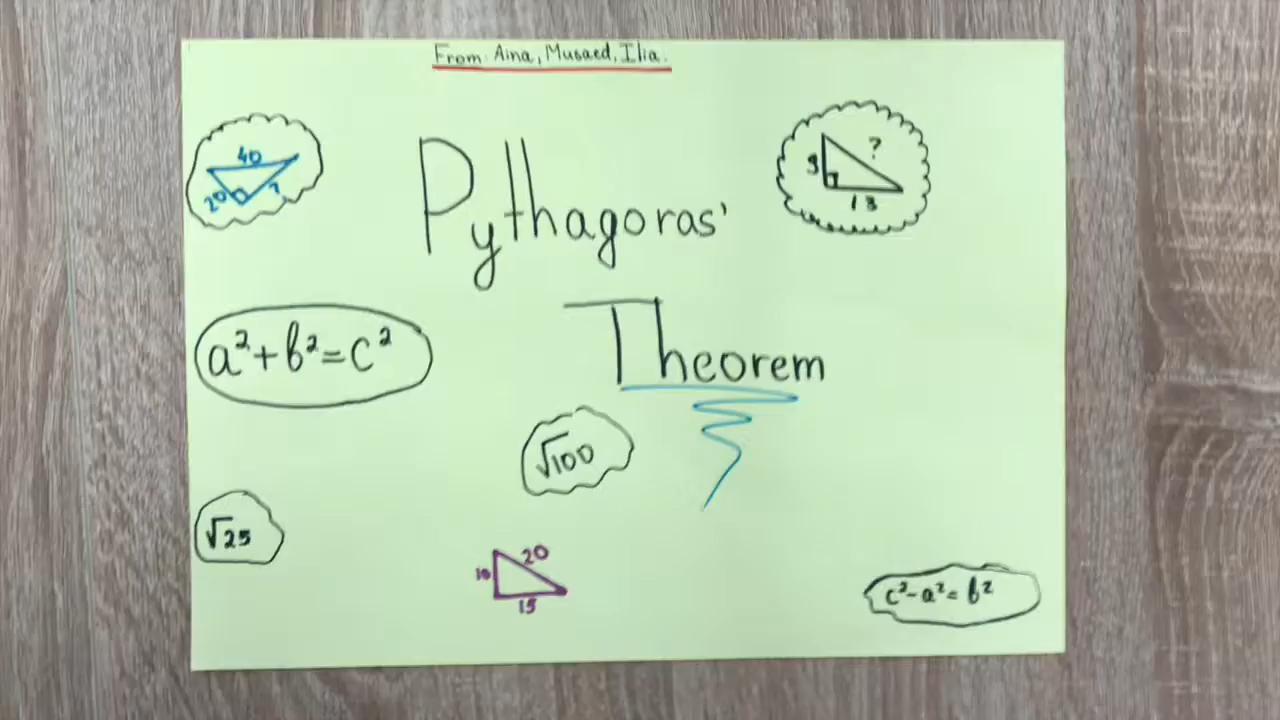 From: Aina, Musaed, Ilia.
40
20
?
?
9
13
Pythagoras'
a²+b²=c²
Theorem
√100
√25
20
10
15
c²-a²=b²